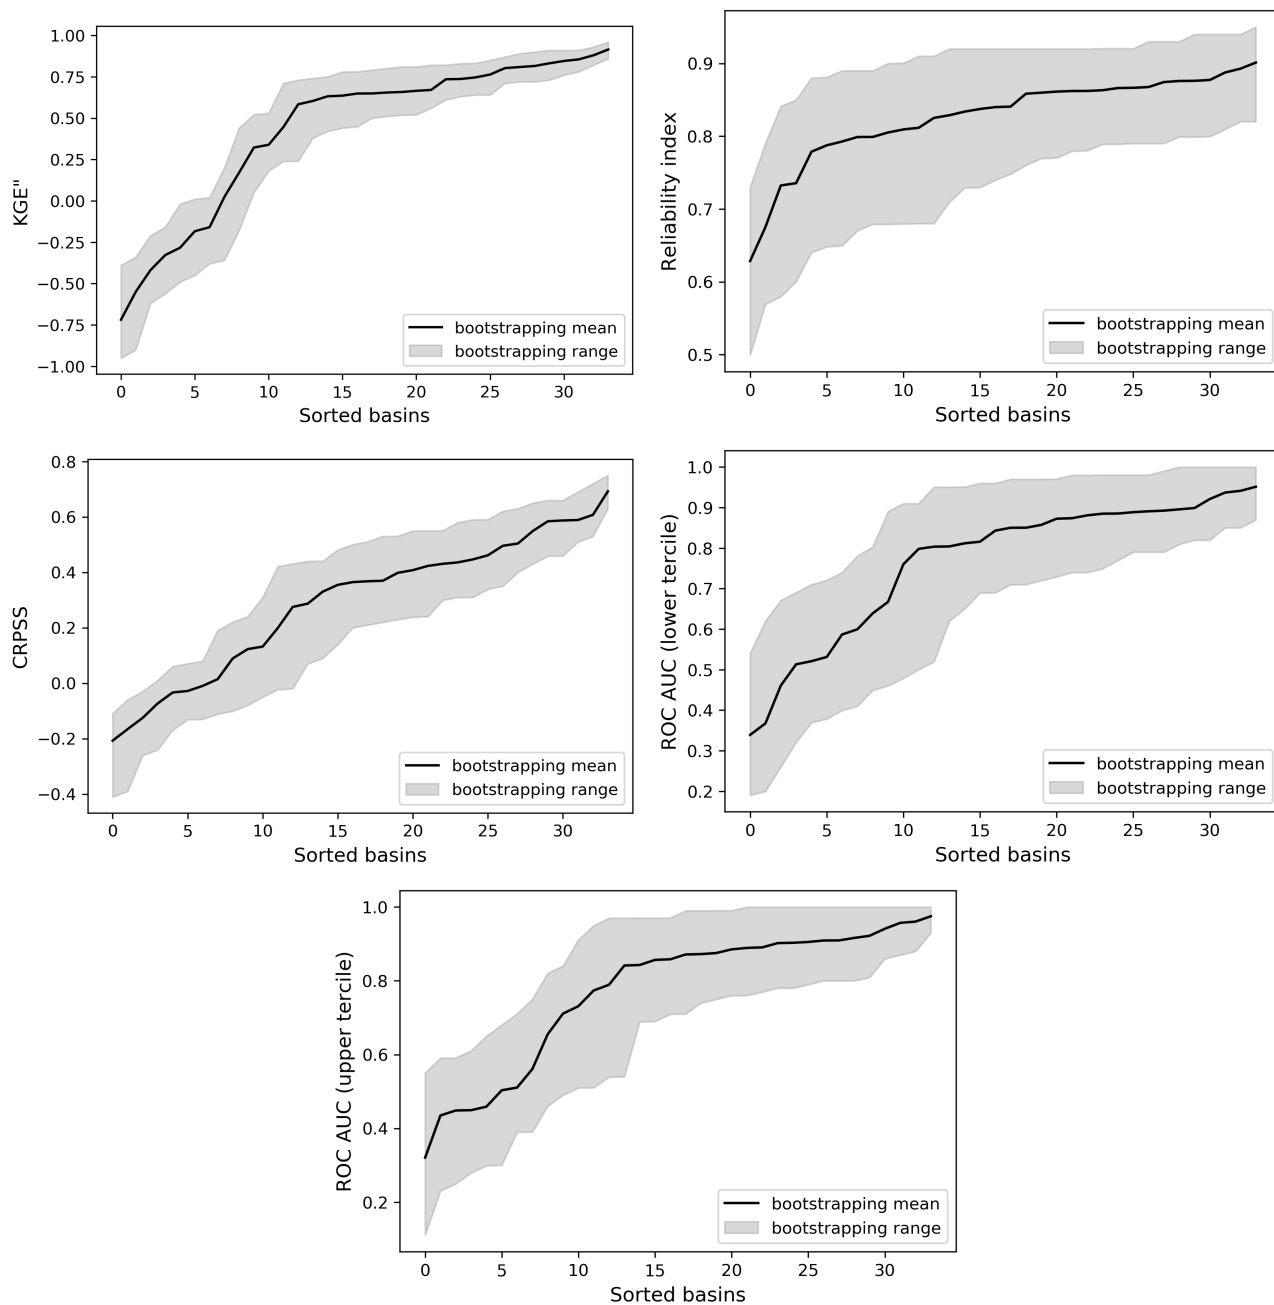 KGE"
1.00
0.75
0.50
0.25
0.00
−0.25
−0.50
−0.75
−1.00
bootstrapping mean
bootstrapping range
0 5 10 15 20 25 30
Sorted basins
Reliability index
0.9
0.8
0.7
0.6
0.5
bootstrapping mean
bootstrapping range
0 5 10 15 20 25 30
Sorted basins
CRPSS
0.8
0.6
0.4
0.2
0.0
−0.2
−0.4
bootstrapping mean
bootstrapping range
0 5 10 15 20 25 30
Sorted basins
ROC AUC (lower tercile)
1.0
0.9
0.8
0.7
0.6
0.5
0.4
0.3
0.2
bootstrapping mean
bootstrapping range
0 5 10 15 20 25 30
Sorted basins
ROC AUC (upper tercile)
1.0
0.8
0.6
0.4
0.2
bootstrapping mean
bootstrapping range
0 5 10 15 20 25 30
Sorted basins